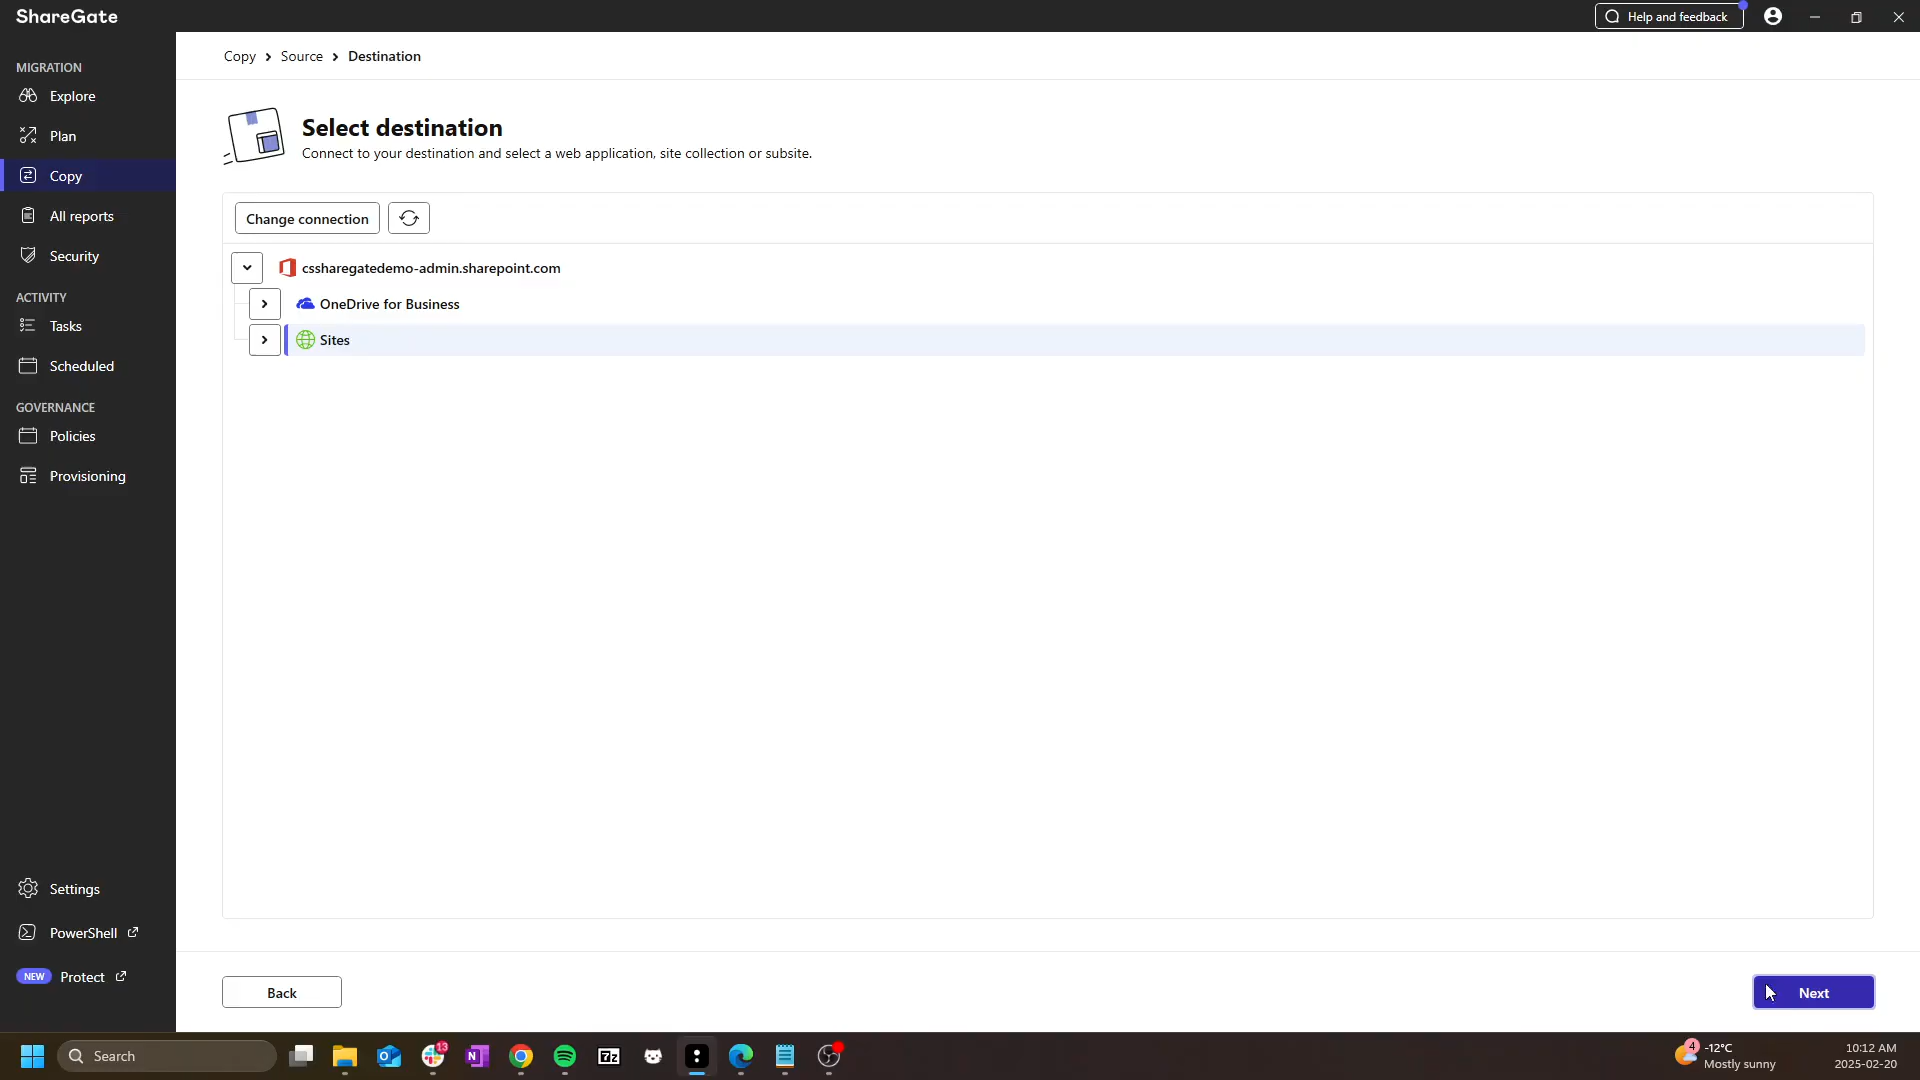 ShareGate
Help and feedback
MIGRATION
Explore
Plan
Copy
All reports
Security
ACTIVITY
Tasks
Scheduled
GOVERNANCE
Policies
Provisioning
Settings
PowerShell
NEW Protect
Copy > Source > Destination
Select destination
Connect to your destination and select a web application, site collection or subsite.
Change connection
cssharegatedemo-admin.sharepoint.com
OneDrive for Business
Sites
Back
Next
Search
13
N
7z
4
-12°C
Mostly sunny
10:12 AM
2025-02-20